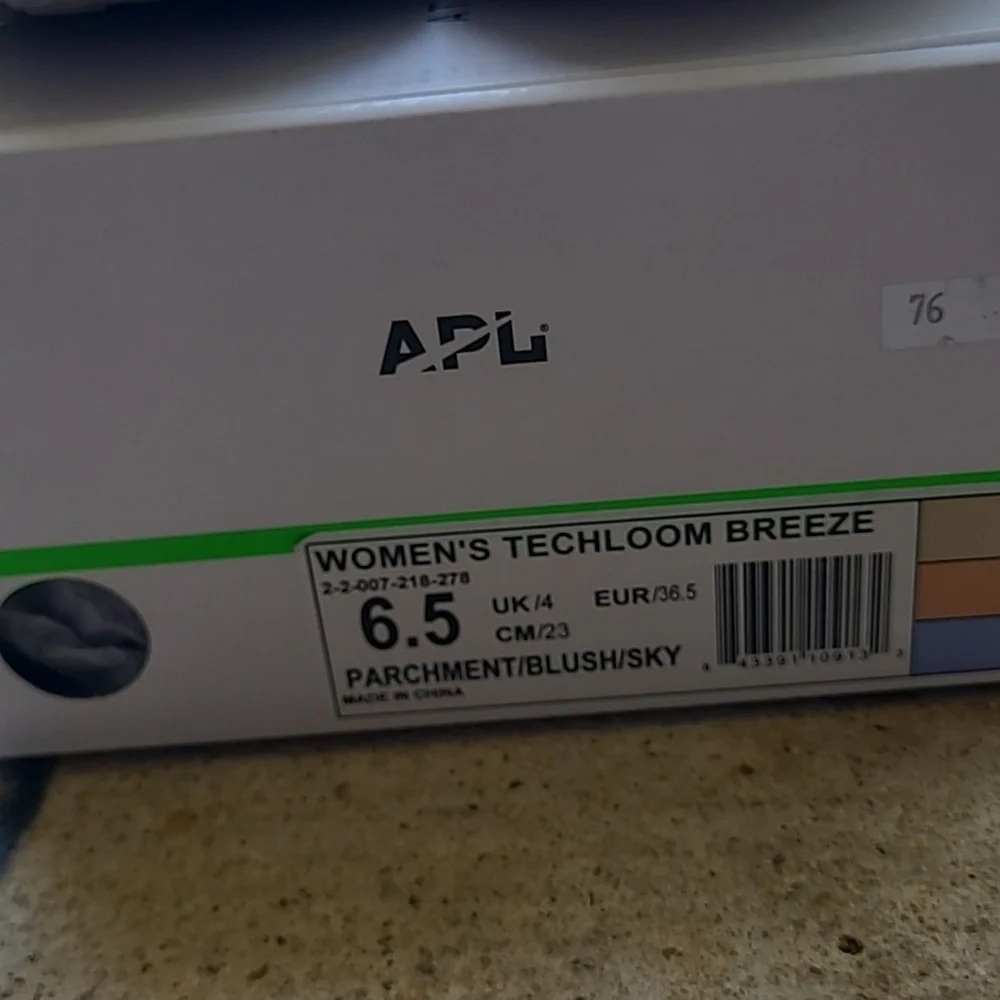 APL®
76
WOMEN'S TECHLOOM BREEZE
2-2-007-218-278
6.5
UK/4
EUR/36.5
CM/23
PARCHMENT/BLUSH/SKY
MADE IN CHINA